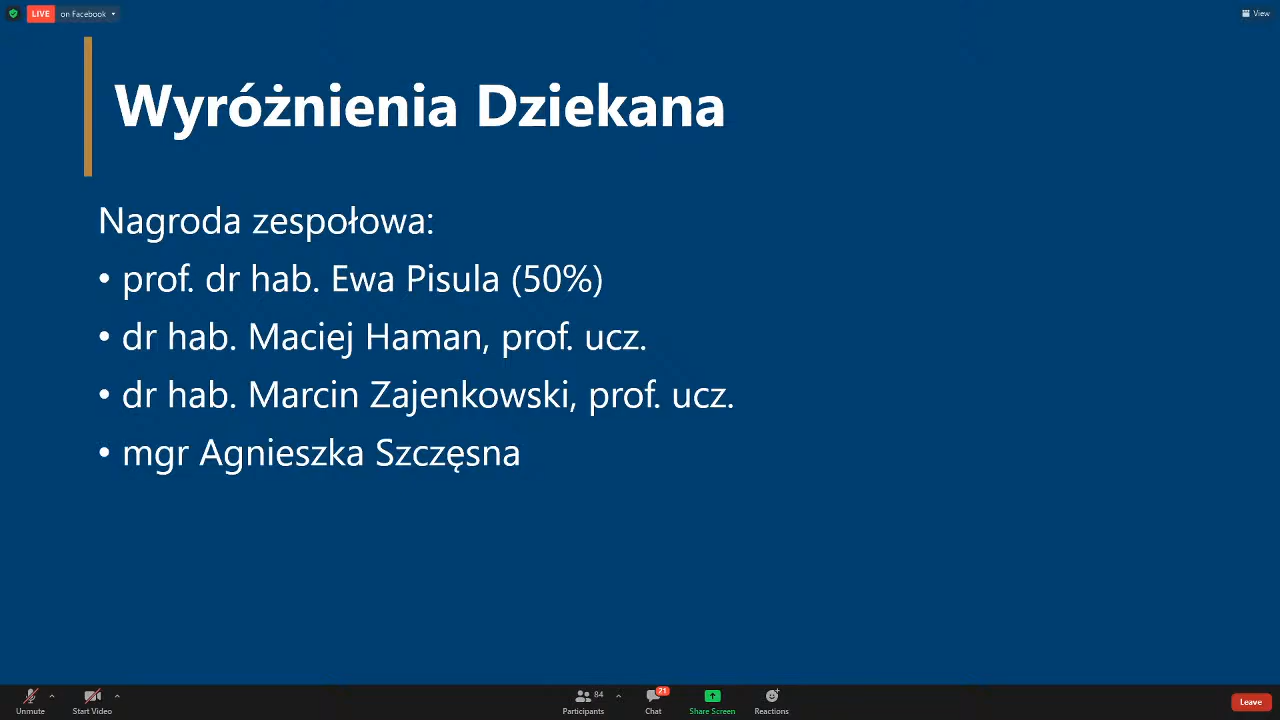 LIVE on Facebook
View
Wyróżnienia Dziekana
Nagroda zespołowa:
• prof. dr hab. Ewa Pisula (50%)
• dr hab. Maciej Haman, prof. ucz.
• dr hab. Marcin Zajenkowski, prof. ucz.
• mgr Agnieszka Szczęsna
84
21
Unmute Start Video Participants Chat Share Screen Reactions Leave